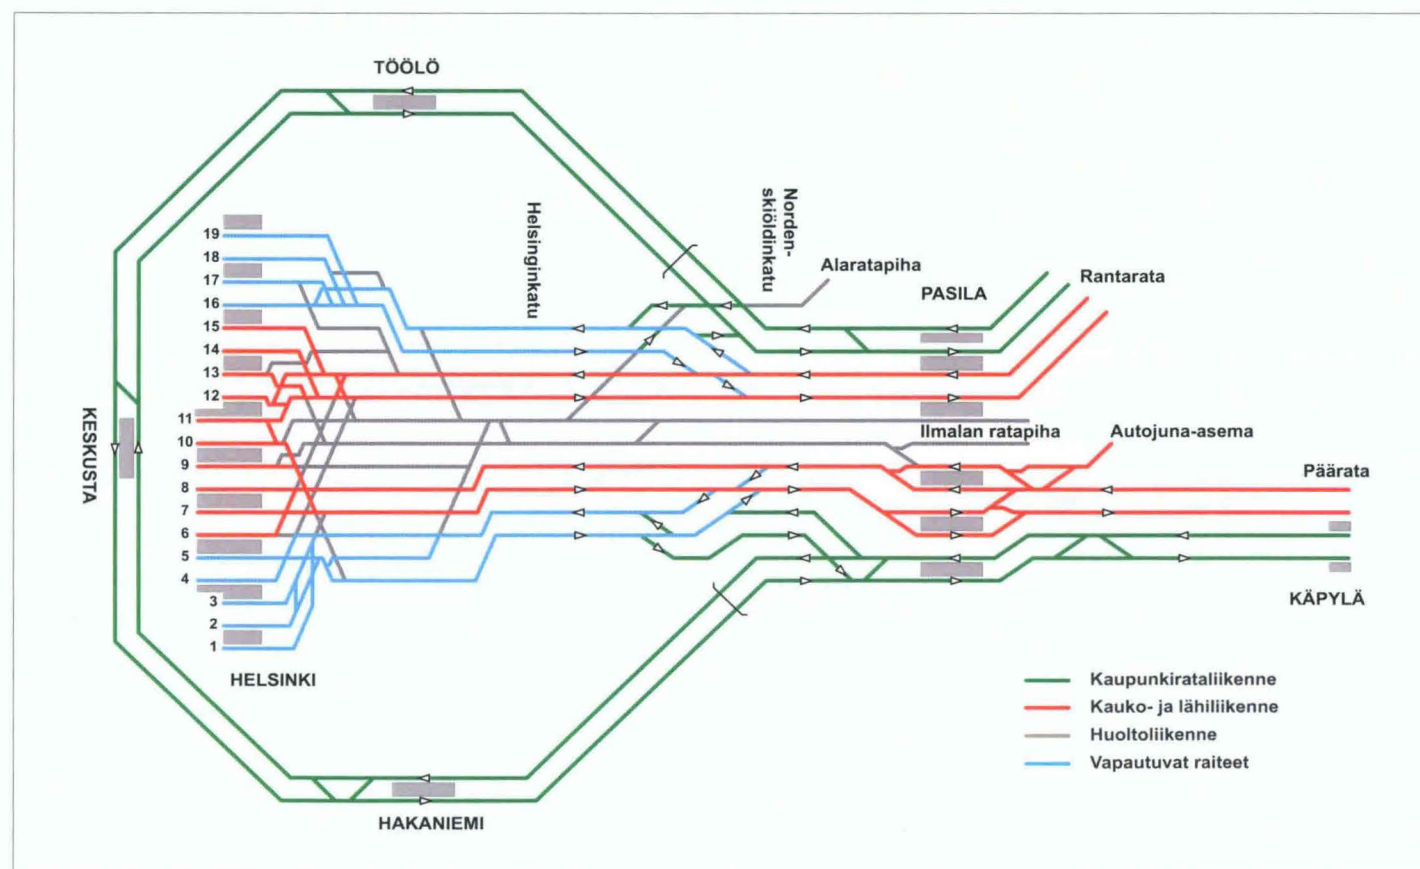 TÖÖLÖ
Helsinginkatu
Norden-
skiöldinkatu
Alaratapiha
PASILA
Rantarata
19
18
17
16
15
14
13
12
11
10
9
8
7
6
5
4
3
2
1
KESKUSTA
Ilmalan ratapiha
Autojuna-asema
Päärata
KÄPYLÄ
HELSINKI
HAKANIEMI
Kaupunkirataliikenne
Kauko- ja lähiliikenne
Huoltoliikenne
Vapautuvat raiteet